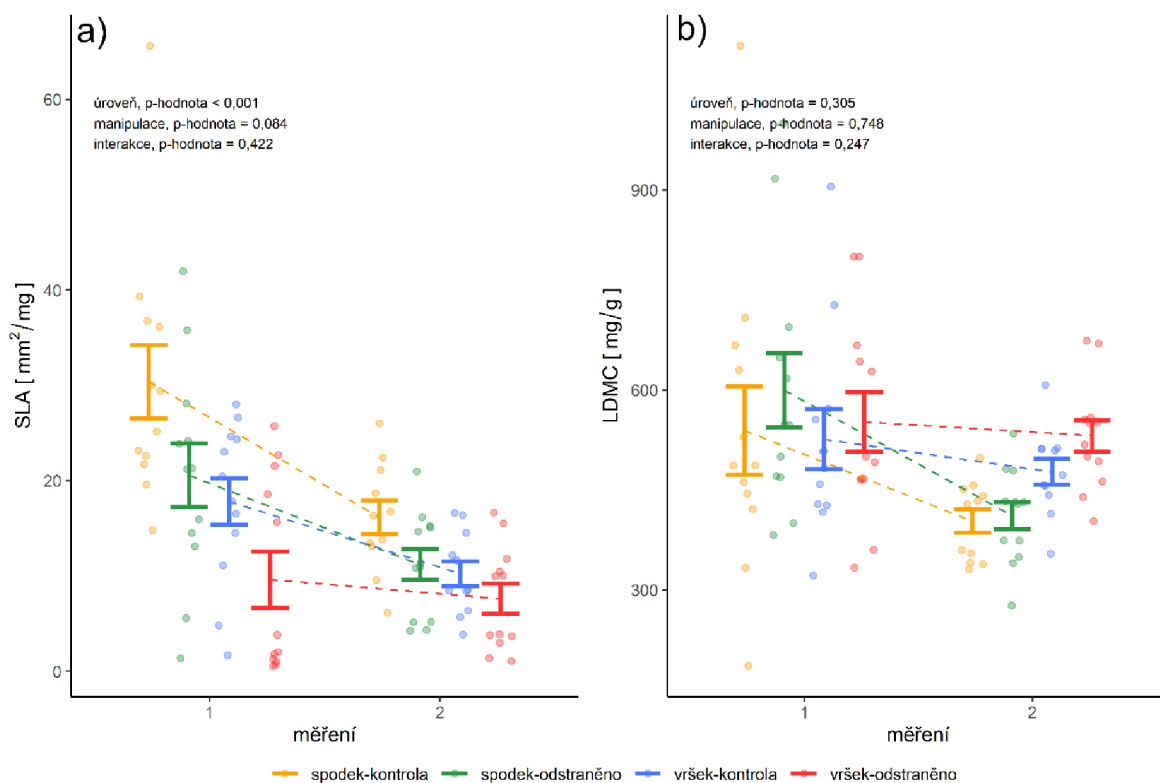 a)
úroveň, p-hodnota < 0,001
manipulace, p-hodnota = 0,084
interakce, p-hodnota = 0,422
60
40
20
0
SLA [ mm²/mg ]
1
2
měření
b)
úroveň, p-hodnota = 0,305
manipulace, p-hodnota = 0,748
interakce, p-hodnota = 0,247
900
600
300
LDMC [ mg/g ]
1
2
měření
spodek-kontrola
spodek-odstraněno
vršek-kontrola
vršek-odstraněno